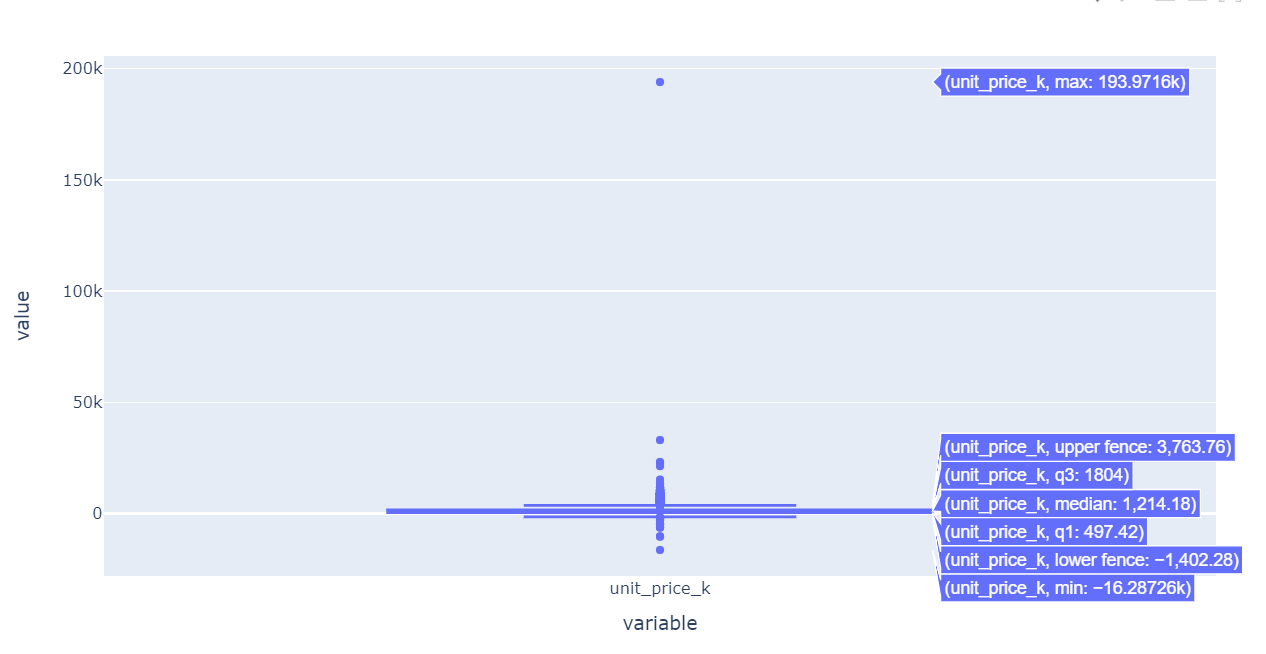 200k
(unit_price_k, max: 193.9716k)
150k
100k
value
50k
(unit_price_k, upper fence: 3,763.76)
(unit_price_k, q3: 1804)
(unit_price_k, median: 1,214.18)
0
(unit_price_k, q1: 497.42)
(unit_price_k, lower fence: −1,402.28)
(unit_price_k, min: −16.28726k)
unit_price_k
variable